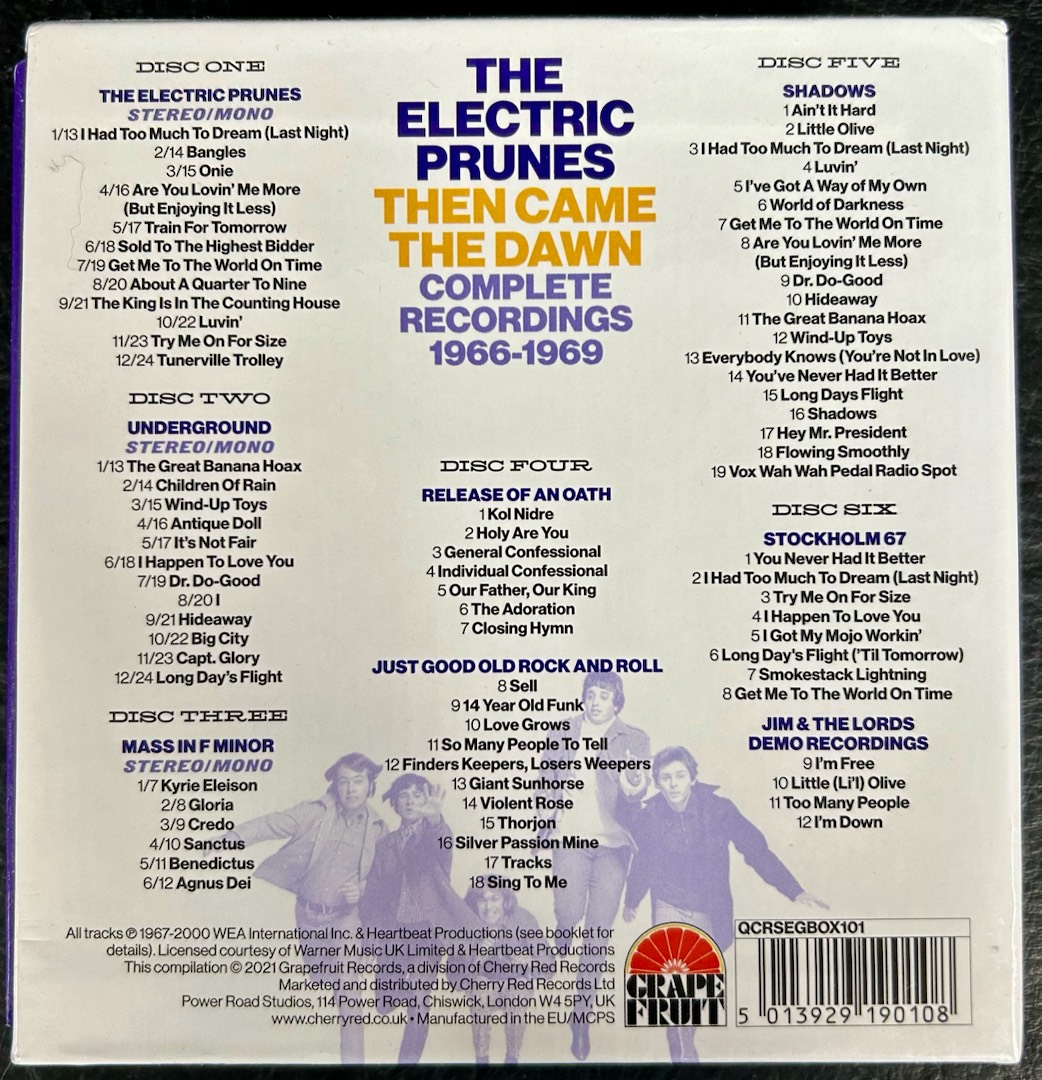 DISC ONE
THE ELECTRIC PRUNES
STEREO/MONO
1/13 I Had Too Much To Dream (Last Night)
2/14 Bangles
3/15 Onie
4/16 Are You Lovin' Me More
(But Enjoying It Less)
5/17 Train For Tomorrow
6/18 Sold To The Highest Bidder
7/19 Get Me To The World On Time
8/20 About A Quarter To Nine
9/21 The King Is In The Counting House
10/22 Luvin'
11/23 Try Me On For Size
12/24 Tunerville Trolley
DISC TWO
UNDERGROUND
STEREO/MONO
1/13 The Great Banana Hoax
2/14 Children Of Rain
3/15 Wind-Up Toys
4/16 Antique Doll
5/17 It's Not Fair
6/18 I Happen To Love You
7/19 Dr. Do-Good
8/20 I
9/21 Hideaway
10/22 Big City
11/23 Capt. Glory
12/24 Long Day's Flight
DISC THREE
MASS IN F MINOR
STEREO/MONO
1/7 Kyrie Eleison
2/8 Gloria
3/9 Credo
4/10 Sanctus
5/11 Benedictus
6/12 Agnus Dei
THE
ELECTRIC
PRUNES
THEN CAME
THE DAWN
COMPLETE
RECORDINGS
1966-1969
DISC FOUR
RELEASE OF AN OATH
1 Kol Nidre
2 Holy Are You
3 General Confessional
4 Individual Confessional
5 Our Father, Our King
6 The Adoration
7 Closing Hymn
JUST GOOD OLD ROCK AND ROLL
8 Sell
9 14 Year Old Funk
10 Love Grows
11 So Many People To Tell
12 Finders Keepers, Losers Weepers
13 Giant Sunhorse
14 Violent Rose
15 Thorjon
16 Silver Passion Mine
17 Tracks
18 Sing To Me
DISC FIVE
SHADOWS
1 Ain't It Hard
2 Little Olive
3 I Had Too Much To Dream (Last Night)
4 Luvin'
5 I've Got A Way of My Own
6 World of Darkness
7 Get Me To The World On Time
8 Are You Lovin' Me More
(But Enjoying It Less)
9 Dr. Do-Good
10 Hideaway
11 The Great Banana Hoax
12 Wind-Up Toys
13 Everybody Knows (You're Not In Love)
14 You've Never Had It Better
15 Long Days Flight
16 Shadows
17 Hey Mr. President
18 Flowing Smoothly
19 Vox Wah Wah Pedal Radio Spot
DISC SIX
STOCKHOLM 67
1 You Never Had It Better
2 I Had Too Much To Dream (Last Night)
3 Try Me On For Size
4 I Happen To Love You
5 I Got My Mojo Workin'
6 Long Day's Flight ('Til Tomorrow)
7 Smokestack Lightning
8 Get Me To The World On Time
JIM & THE LORDS
DEMO RECORDINGS
9 I'm Free
10 Little (Li'l) Olive
11 Too Many People
12 I'm Down
All tracks ℗ 1967-2000 WEA International Inc. & Heartbeat Productions (see booklet for
details). Licensed courtesy of Warner Music UK Limited & Heartbeat Productions
This compilation © 2021 Grapefruit Records, a division of Cherry Red Records
Marketed and distributed by Cherry Red Records Ltd
Power Road Studios, 114 Power Road, Chiswick, London W4 5PY, UK
www.cherryred.co.uk • Manufactured in the EU/MCPS
GRAPE
FRUIT
QCRSEGBOX101
5 013929 190108